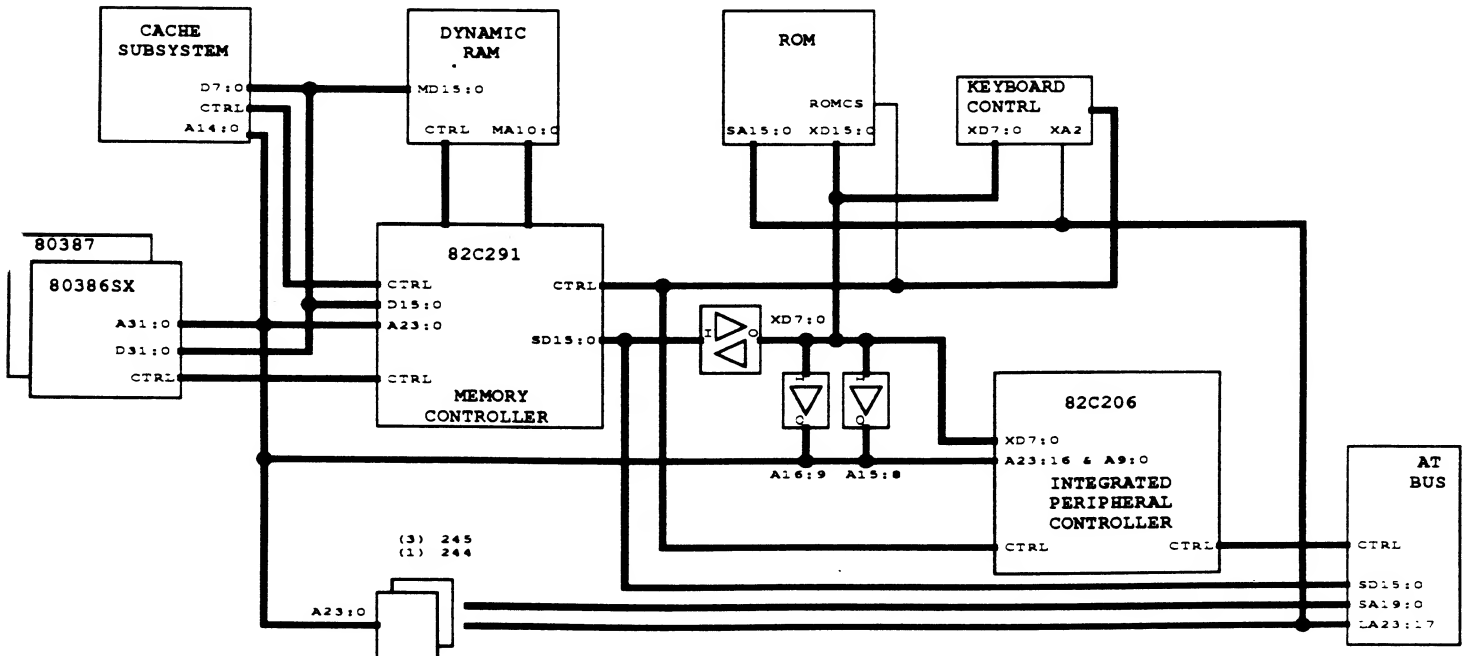 CACHE
SUBSYSTEM
D7:0
CTRL
A14:0
DYNAMIC
RAM
MD15:0
CTRL MA10:0
ROM
ROMCS
SA15:0 XD15:0
KEYBOARD
CONTRL
XD7:0 XA2
80387
80386SX
A31:0
D31:0
CTRL
82C291
CTRL
D15:0
A23:0
CTRL
CTRL
SD15:0
MEMORY
CONTROLLER
I O
XD7:0
I
O
I
O
A16:9 A15:8
82C206
XD7:0
A23:16 & A9:0
INTEGRATED
PERIPHERAL
CONTROLLER
CTRL CTRL
AT
BUS
CTRL
SD15:0
SA19:0
LA23:17
(3) 245
(1) 244
A23:0